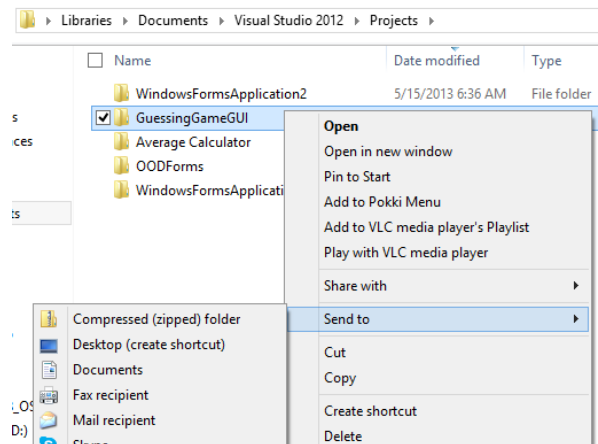 Libraries ▸ Documents ▸ Visual Studio 2012 ▸ Projects ▸
Name Date modified Type
WindowsFormsApplication2 5/15/2013 6:36 AM File folder
GuessingGameGUI
Average Calculator
OODForms
WindowsFormsApplicati
s
ces
ts
Open
Open in new window
Pin to Start
Add to Pokki Menu
Add to VLC media player's Playlist
Play with VLC media player
Share with
Send to
Cut
Copy
Create shortcut
Delete
Compressed (zipped) folder
Desktop (create shortcut)
Documents
Fax recipient
Mail recipient
_OS
D:)